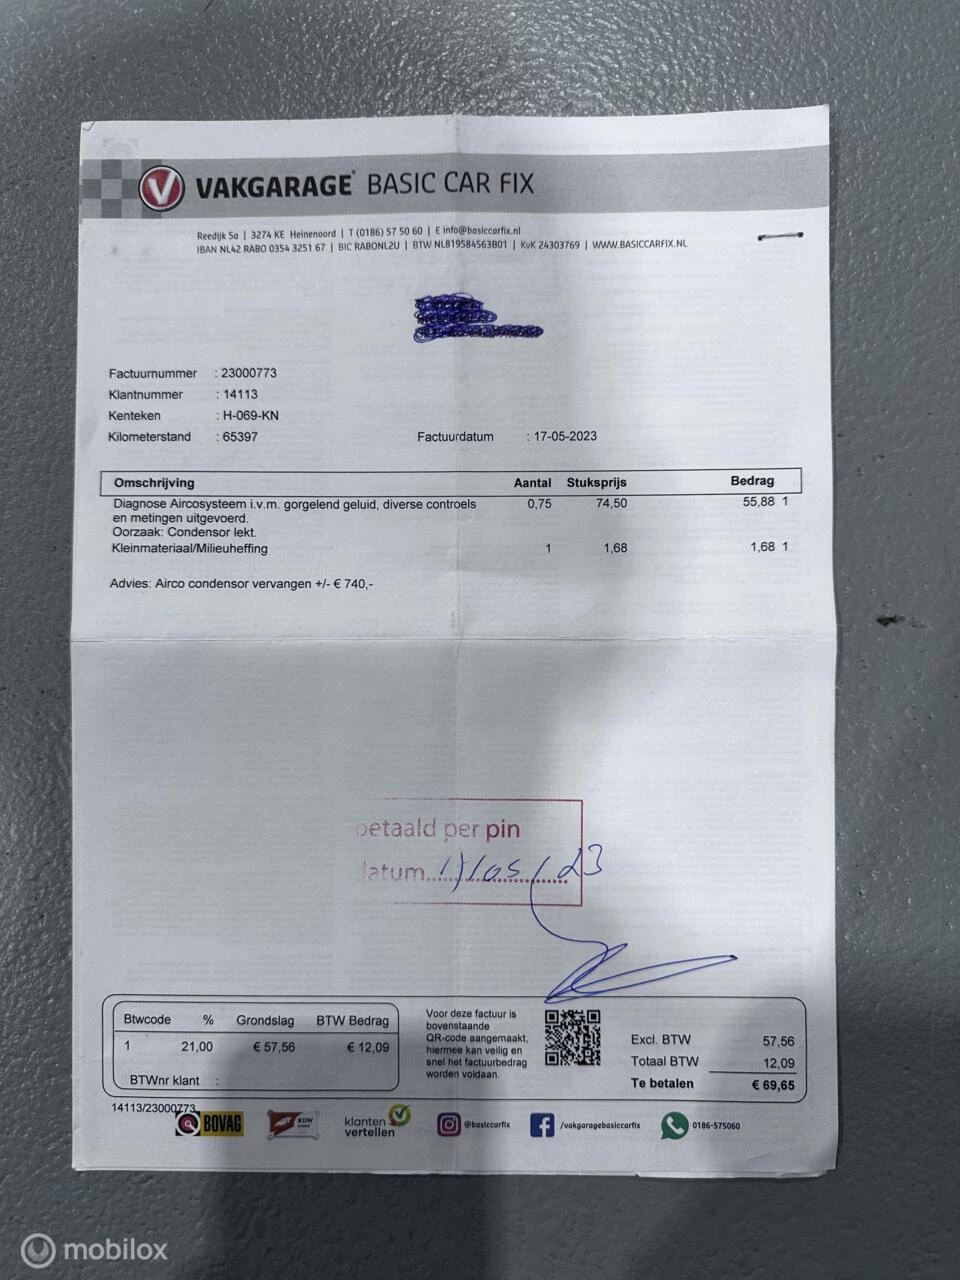 VAKGARAGE BASIC CAR FIX
Reedijk 5a | 3274 KE Heinenoord | T (0186) 57 50 60 | E info@basiccarfix.nl
IBAN NL42 RABO 0354 3251 67 | BIC RABONL2U | BTW NL819584563B01 | KvK 24303769 | WWW.BASICCARFIX.NL
Factuurnummer : 23000773
Klantnummer : 14113
Kenteken : H-069-KN
Kilometerstand : 65397 Factuurdatum : 17-05-2023
Omschrijving Aantal Stuksprijs Bedrag
Diagnose Aircosysteem i.v.m. gorgelend geluid, diverse controels 0,75 74,50 55,88 1
en metingen uitgevoerd.
Oorzaak: Condensor lekt.
Kleinmateriaal/Milieuheffing 1 1,68 1,68 1
Advies: Airco condensor vervangen +/- € 740,-
betaald per pin
datum 17/05/23
Btwcode % Grondslag BTW Bedrag
1 21,00 € 57,56 € 12,09
BTWnr klant :
Voor deze factuur is
bovenstaande
QR-code aangemaakt,
hiermee kan veilig en
snel het factuurbedrag
worden voldaan.
Excl. BTW 57,56
Totaal BTW 12,09
Te betalen € 69,65
14113/23000773
BOVAG
RDW
klanten
vertellen
@basiccarfix
/vakgaragebasiccarfix
0186-575060
mobilox